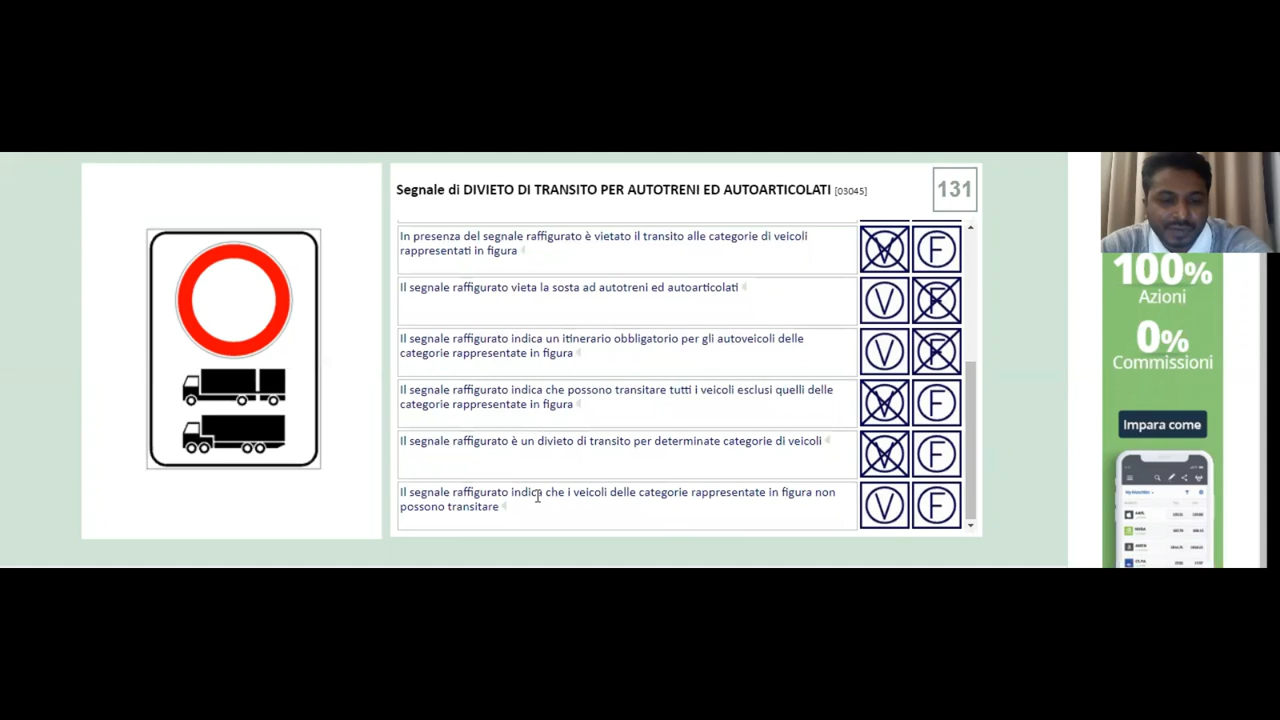 Segnale di DIVIETO DI TRANSITO PER AUTOTRENI ED AUTOARTICOLATI [03045]
131
In presenza del segnale raffigurato è vietato il transito alle categorie di veicoli
rappresentati in figura
V F
Il segnale raffigurato vieta la sosta ad autotreni ed autoarticolati
V F
Il segnale raffigurato indica un itinerario obbligatorio per gli autoveicoli delle
categorie rappresentate in figura
V F
Il segnale raffigurato indica che possono transitare tutti i veicoli esclusi quelli delle
categorie rappresentate in figura
V F
Il segnale raffigurato è un divieto di transito per determinate categorie di veicoli
V F
Il segnale raffigurato indica che i veicoli delle categorie rappresentate in figura non
possono transitare
V F
100%
Azioni
0%
Commissioni
Impara come